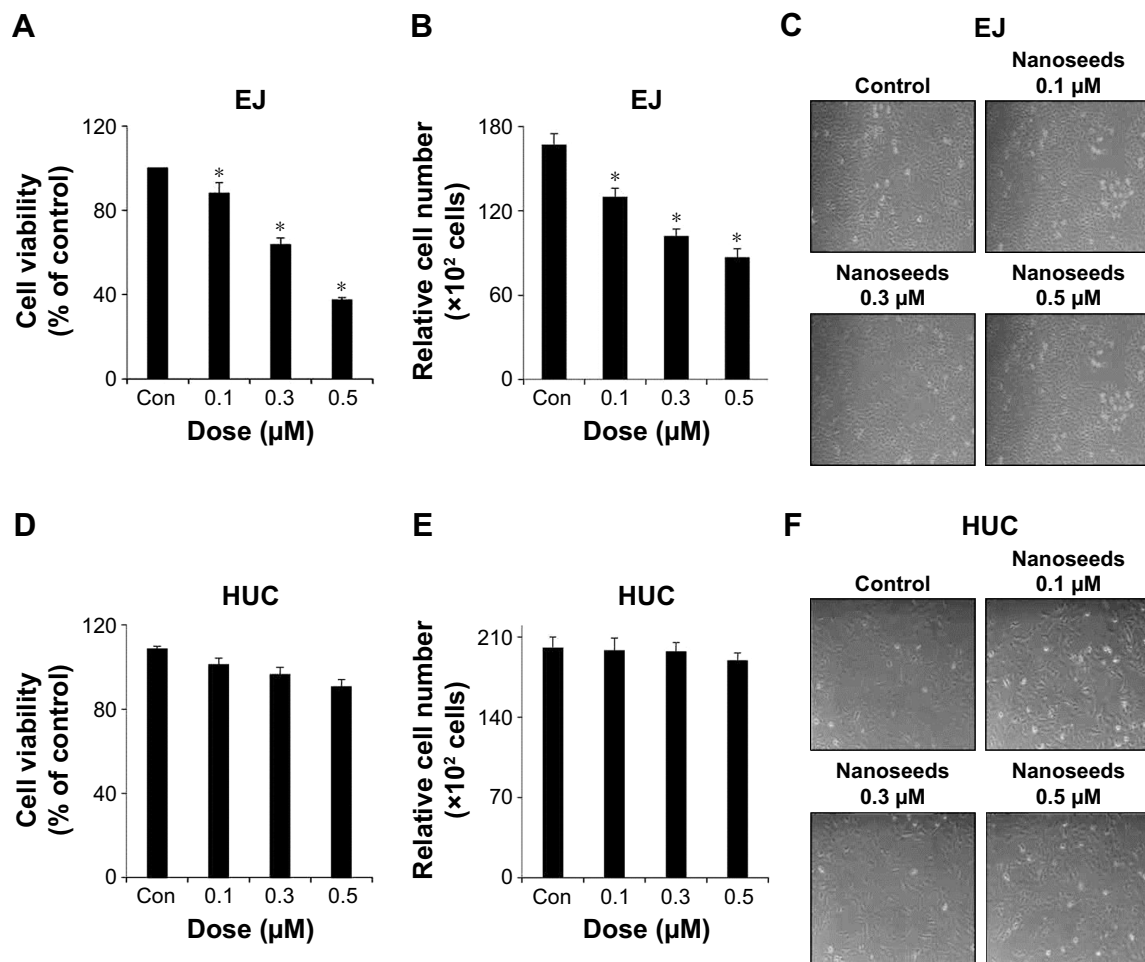 A
EJ
Cell viability
(% of control)
120
80
40
0
*
*
*
Con 0.1 0.3 0.5
Dose (µM)
B
EJ
Relative cell number
(×10² cells)
180
120
60
0
*
*
*
Con 0.1 0.3 0.5
Dose (µM)
C
EJ
Control
Nanoseeds
0.1 µM
Nanoseeds
0.3 µM
Nanoseeds
0.5 µM
D
HUC
Cell viability
(% of control)
120
80
40
0
Con 0.1 0.3 0.5
Dose (µM)
E
HUC
Relative cell number
(×10² cells)
210
140
70
0
Con 0.1 0.3 0.5
Dose (µM)
F
HUC
Control
Nanoseeds
0.1 µM
Nanoseeds
0.3 µM
Nanoseeds
0.5 µM